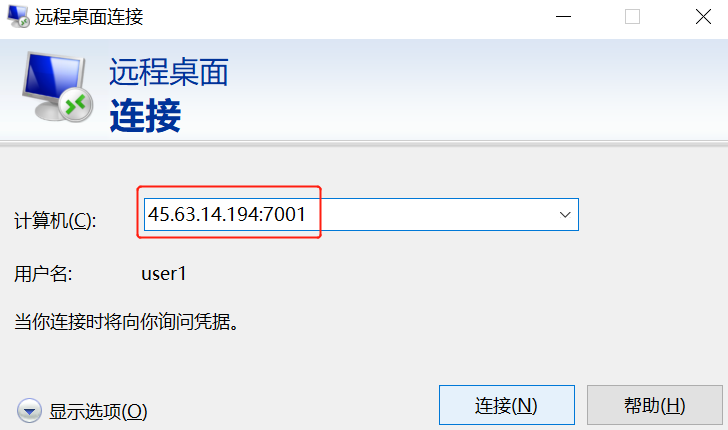 远程桌面连接
远程桌面
连接
计算机(C): 45.63.14.194:7001
用户名: user1
当你连接时将向你询问凭据。
显示选项(O) 连接(N) 帮助(H)